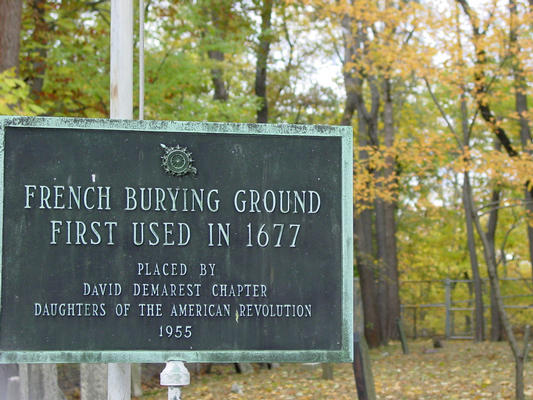 FRENCH BURYING GROUND
FIRST USED IN 1677
PLACED BY
DAVID DEMAREST CHAPTER
DAUGHTERS OF THE AMERICAN REVOLUTION
1955